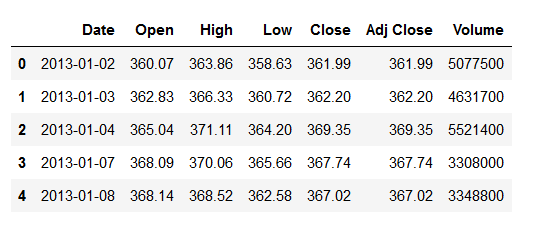 Date Open High Low Close Adj Close Volume
0 2013-01-02 360.07 363.86 358.63 361.99 361.99 5077500
1 2013-01-03 362.83 366.33 360.72 362.20 362.20 4631700
2 2013-01-04 365.04 371.11 364.20 369.35 369.35 5521400
3 2013-01-07 368.09 370.06 365.66 367.74 367.74 3308000
4 2013-01-08 368.14 368.52 362.58 367.02 367.02 3348800